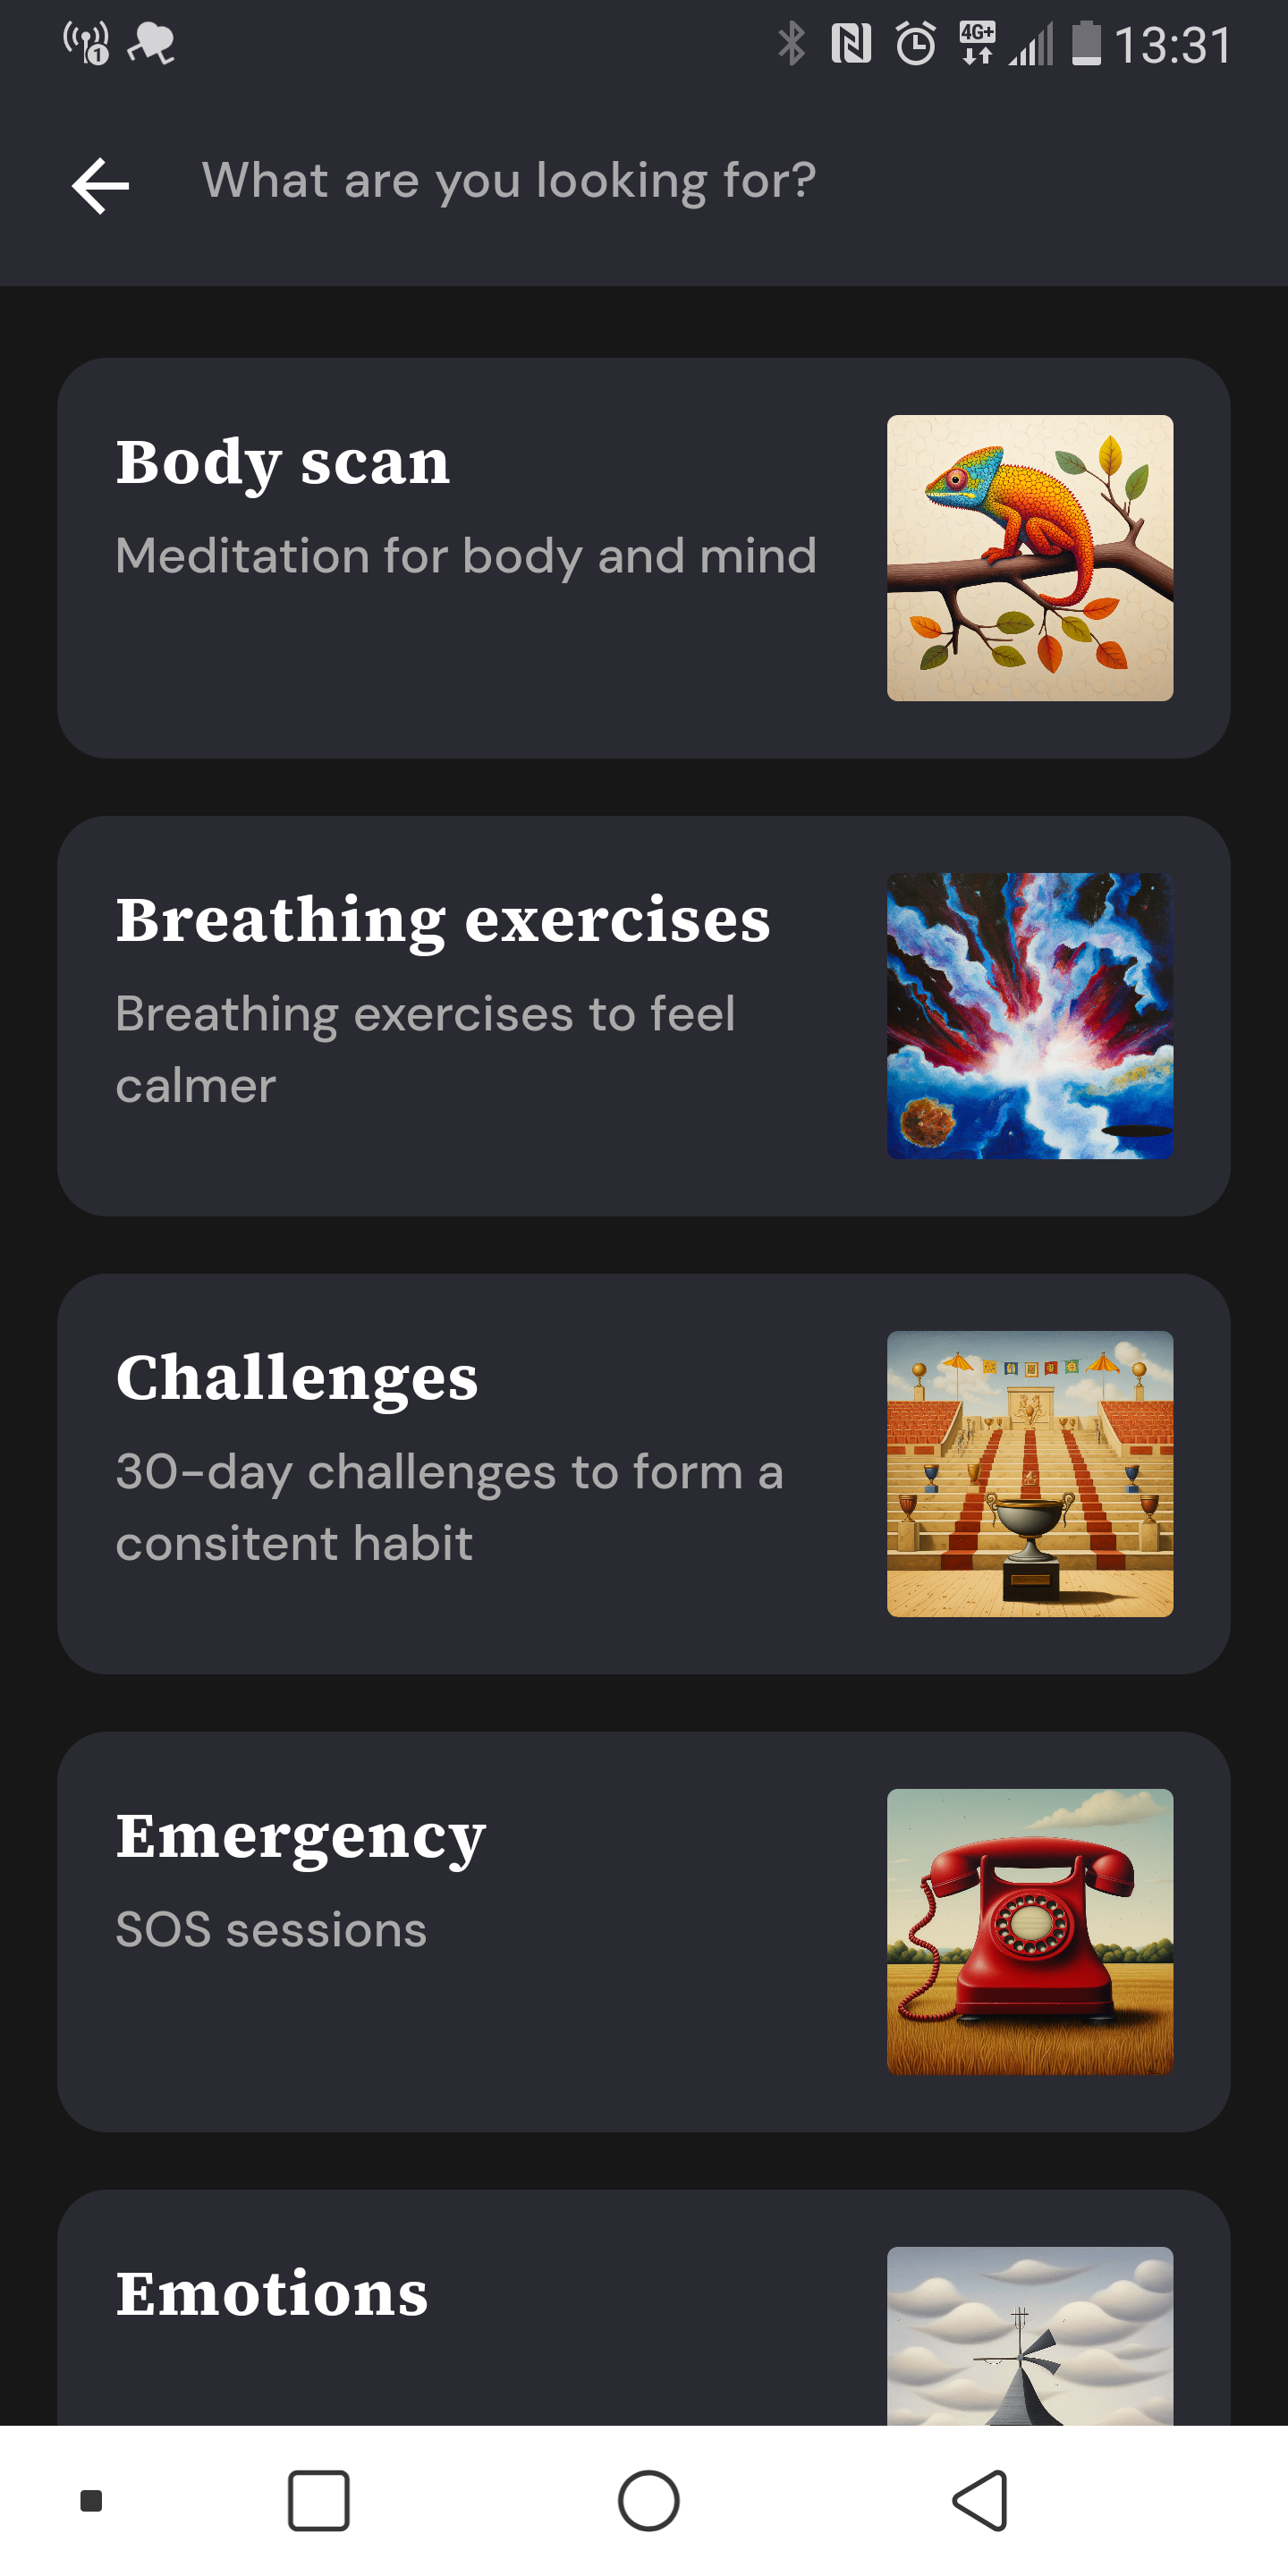 1
4G+
13:31
What are you looking for?
Body scan
Meditation for body and mind
Breathing exercises
Breathing exercises to feel
calmer
Challenges
30-day challenges to form a
consitent habit
Emergency
SOS sessions
Emotions